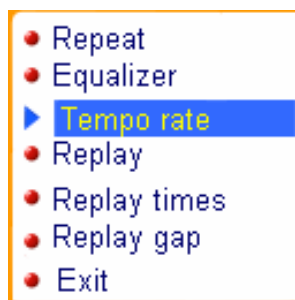 Repeat
Equalizer
Tempo rate
Replay
Replay times
Replay gap
Exit